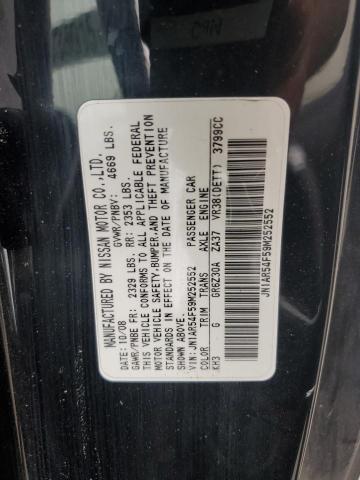 MANUFACTURED BY NISSAN MOTOR CO.,LTD.
GVWR/PNBV: 4669 LBS.
DATE: 10/08
GAWR/PNBE FR: 2329 LBS. RR: 2353 LBS.
THIS VEHICLE CONFORMS TO ALL APPLICABLE FEDERAL
MOTOR VEHICLE SAFETY,BUMPER,AND THEFT PREVENTION
STANDARDS IN EFFECT ON THE DATE OF MANUFACTURE
SHOWN ABOVE.
VIN: JN1AR54F59M252552 PASSENGER CAR
COLOR TRIM TRANS AXLE ENGINE
KH3 G GR6Z30A ZA37 VR38(DETT) 3799CC
JN1AR54F59M252552